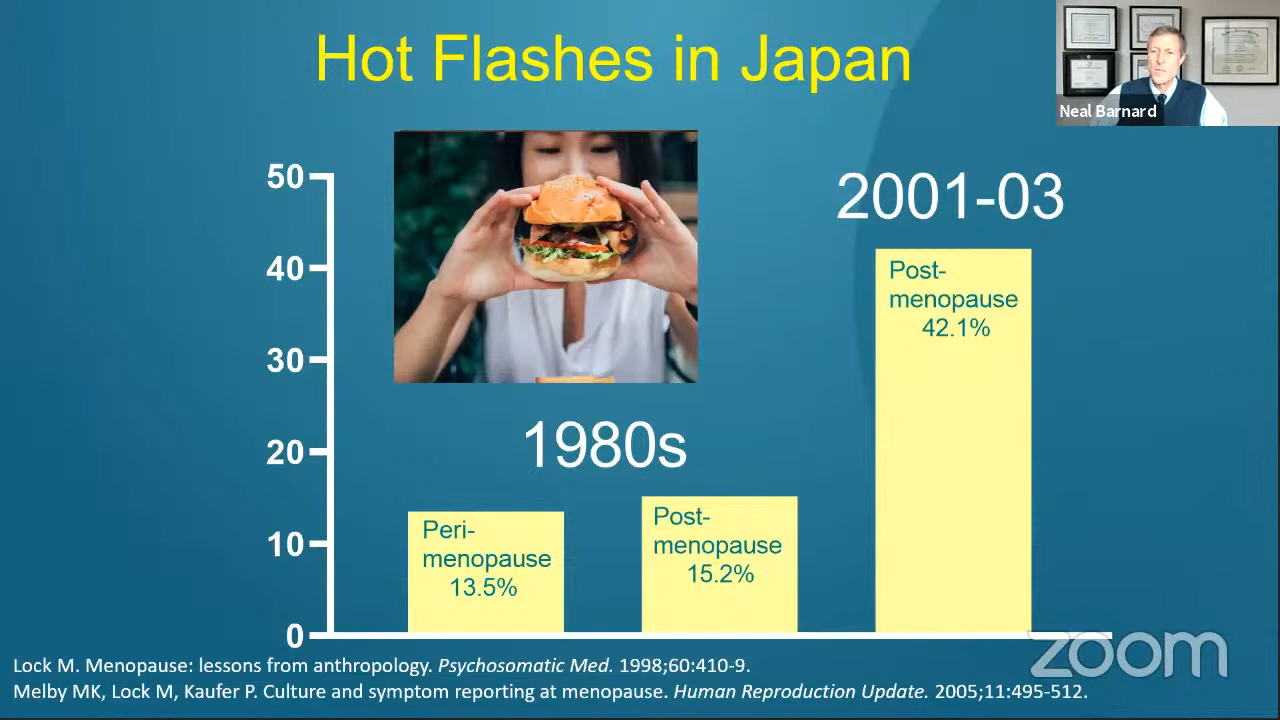 Hot Flashes in Japan
Neal Barnard
50
40
30
20
10
0
2001-03
1980s
Peri-
menopause
13.5%
Post-
menopause
15.2%
Post-
menopause
42.1%
Lock M. Menopause: lessons from anthropology. Psychosomatic Med. 1998;60:410-9.
Melby MK, Lock M, Kaufer P. Culture and symptom reporting at menopause. Human Reproduction Update. 2005;11:495-512.
zoom